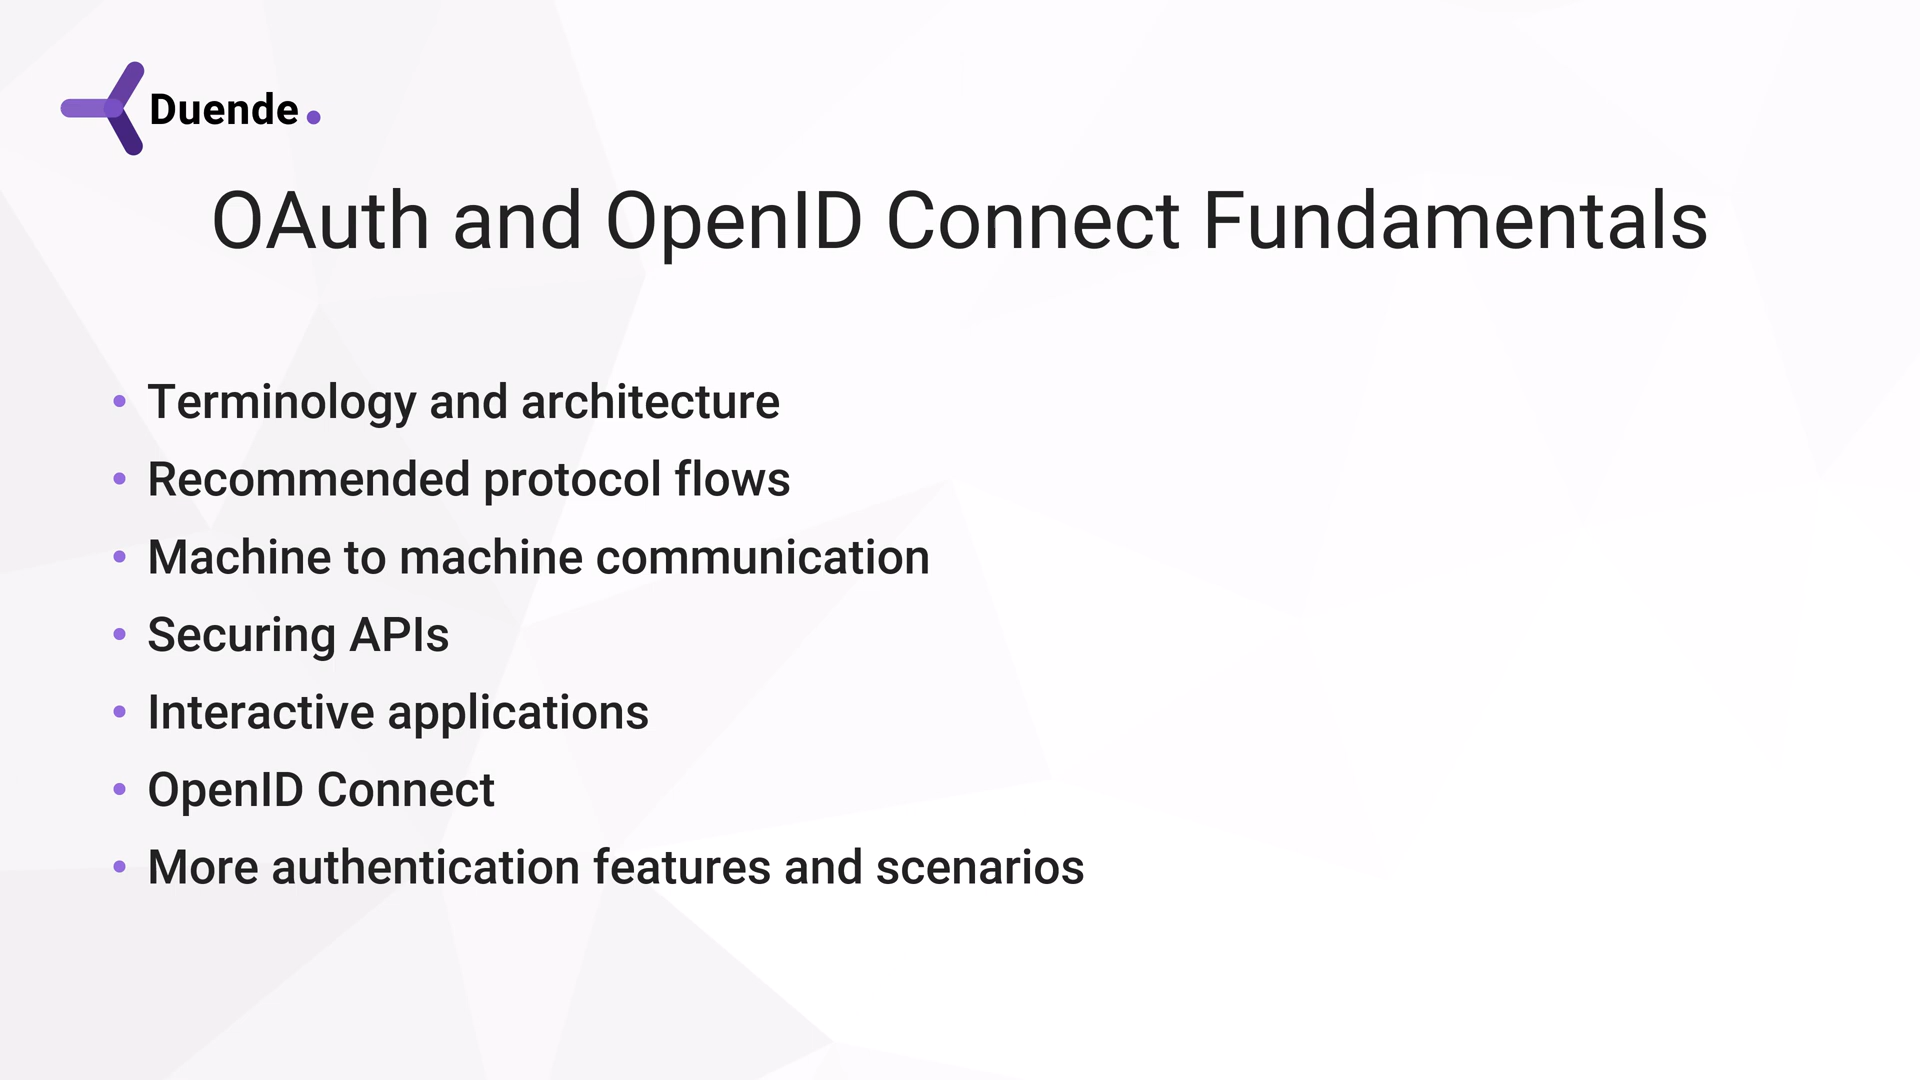 Duende.
OAuth and OpenID Connect Fundamentals
• Terminology and architecture
• Recommended protocol flows
• Machine to machine communication
• Securing APIs
• Interactive applications
• OpenID Connect
• More authentication features and scenarios